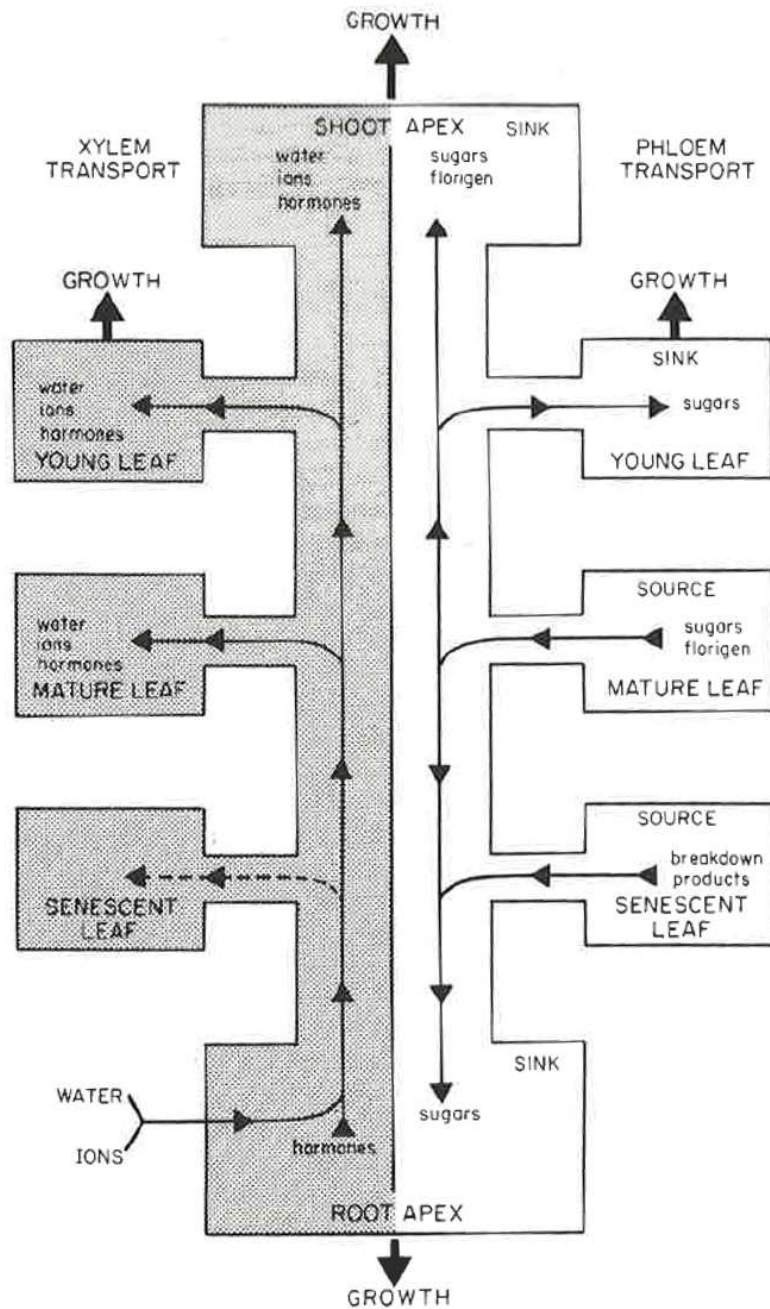 GROWTH
XYLEM
TRANSPORT
SHOOT APEX
SINK
PHLOEM
TRANSPORT
water
ions
hormones
sugars
florigen
GROWTH
GROWTH
water
ions
hormones
YOUNG LEAF
SINK
sugars
YOUNG LEAF
water
ions
hormones
MATURE LEAF
SOURCE
sugars
florigen
MATURE LEAF
SENESCENT
LEAF
SOURCE
breakdown
products
SENESCENT
LEAF
WATER
IONS
hormones
SINK
sugars
ROOT APEX
GROWTH